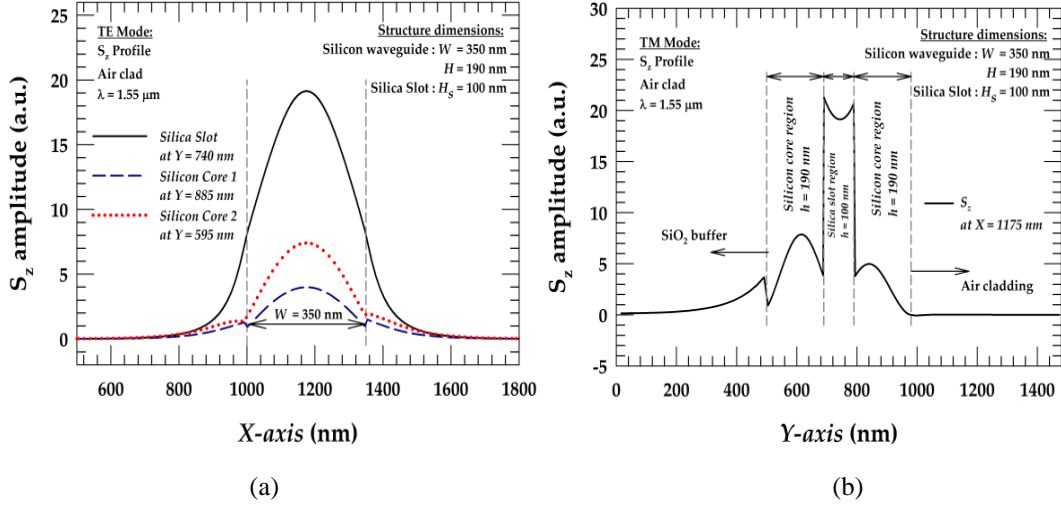 TE Mode:
S_z Profile
Air clad
λ = 1.55 μm
Structure dimensions:
Silicon waveguide : W = 350 nm
H = 190 nm
Silica Slot : H_S = 100 nm
Silica Slot
at Y = 740 nm
Silicon Core 1
at Y = 885 nm
Silicon Core 2
at Y = 595 nm
W = 350 nm
S_z amplitude (a.u.)
25
20
15
10
5
0
600 800 1000 1200 1400 1600 1800
X-axis (nm)
(a)
TM Mode:
S_z Profile
Air clad
λ = 1.55 μm
Structure dimensions:
Silicon waveguide : W = 350 nm
H = 190 nm
Silica Slot : H_S = 100 nm
Silicon core region
h = 190 nm
Silica slot region
h = 100 nm
Silicon core region
h = 190 nm
S_z
at X = 1175 nm
SiO₂ buffer
Air cladding
S_z amplitude (a.u.)
30
25
20
15
10
5
0
-5
0 200 400 600 800 1000 1200 1400
Y-axis (nm)
(b)